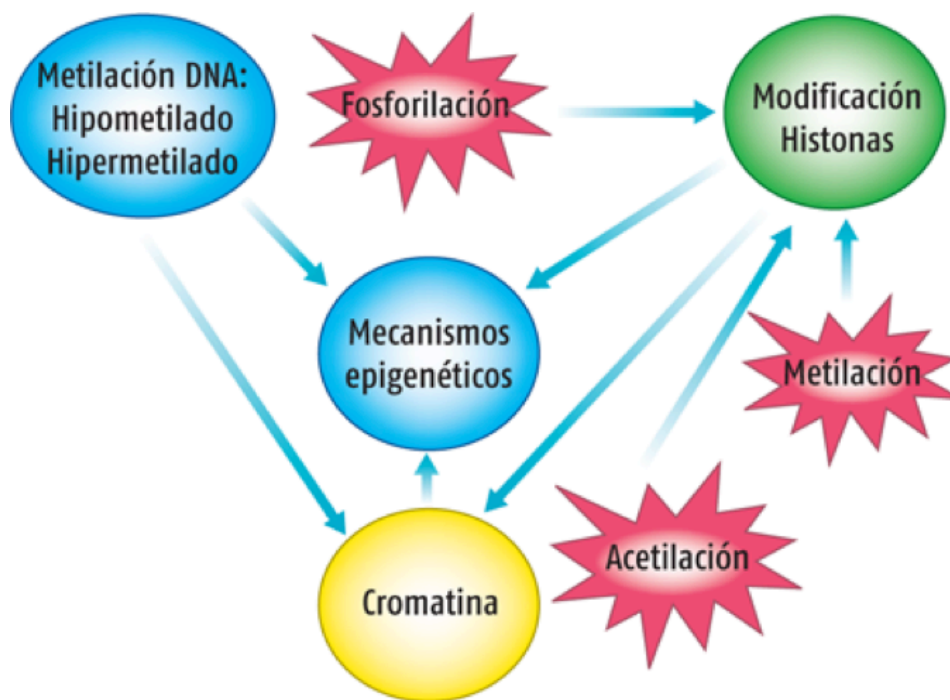 Metilación DNA:
Hipometilado
Hipermetilado
Fosforilación
Modificación
Histonas
Mecanismos
epigenéticos
Metilación
Acetilación
Cromatina